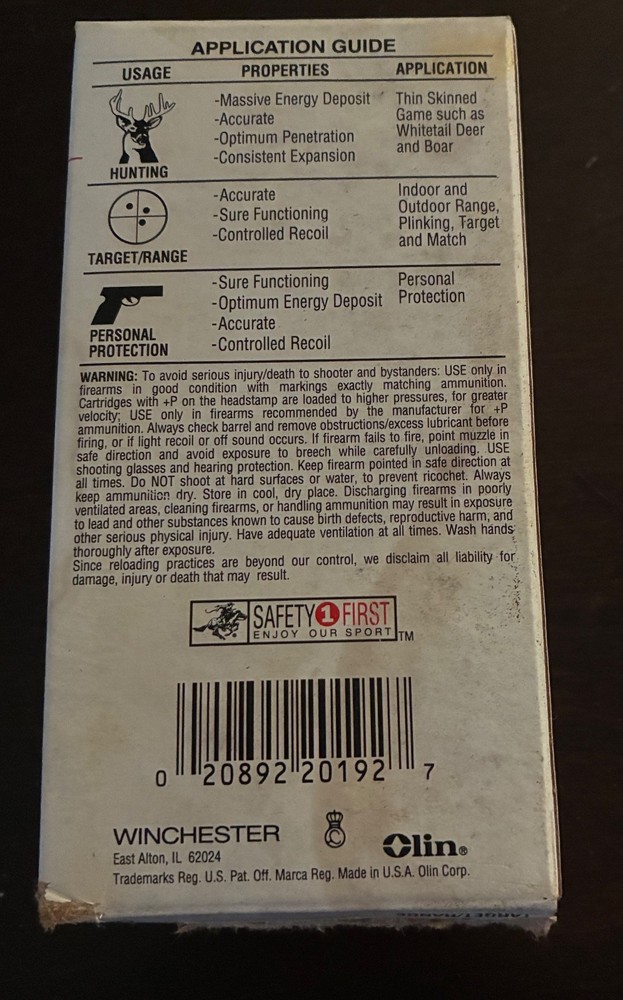 APPLICATION GUIDE
USAGE PROPERTIES APPLICATION
-Massive Energy Deposit
-Accurate
-Optimum Penetration
-Consistent Expansion
Thin Skinned
Game such as
Whitetail Deer
and Boar
HUNTING
-Accurate
-Sure Functioning
-Controlled Recoil
Indoor and
Outdoor Range,
Plinking, Target
and Match
TARGET/RANGE
-Sure Functioning
-Optimum Energy Deposit
-Accurate
-Controlled Recoil
Personal
Protection
PERSONAL
PROTECTION
WARNING: To avoid serious injury/death to shooter and bystanders: USE only in
firearms in good condition with markings exactly matching ammunition.
Cartridges with +P on the headstamp are loaded to higher pressures, for greater
velocity; USE only in firearms recommended by the manufacturer for +P
ammunition. Always check barrel and remove obstructions/excess lubricant before
firing, or if light recoil or off sound occurs. If firearm fails to fire, point muzzle in
safe direction and avoid exposure to breech while carefully unloading. USE
shooting glasses and hearing protection. Keep firearm pointed in safe direction at
all times. Do NOT shoot at hard surfaces or water, to prevent ricochet. Always
keep ammunition dry. Store in cool, dry place. Discharging firearms in poorly
ventilated areas, cleaning firearms, or handling ammunition may result in exposure
to lead and other substances known to cause birth defects, reproductive harm, and
other serious physical injury. Have adequate ventilation at all times. Wash hands
thoroughly after exposure.
Since reloading practices are beyond our control, we disclaim all liability for
damage, injury or death that may result.
SAFETY 1 FIRST
ENJOY OUR SPORT TM
0 20892 20192 7
WINCHESTER
East Alton, IL 62024
Olin®
Trademarks Reg. U.S. Pat. Off. Marca Reg. Made in U.S.A. Olin Corp.